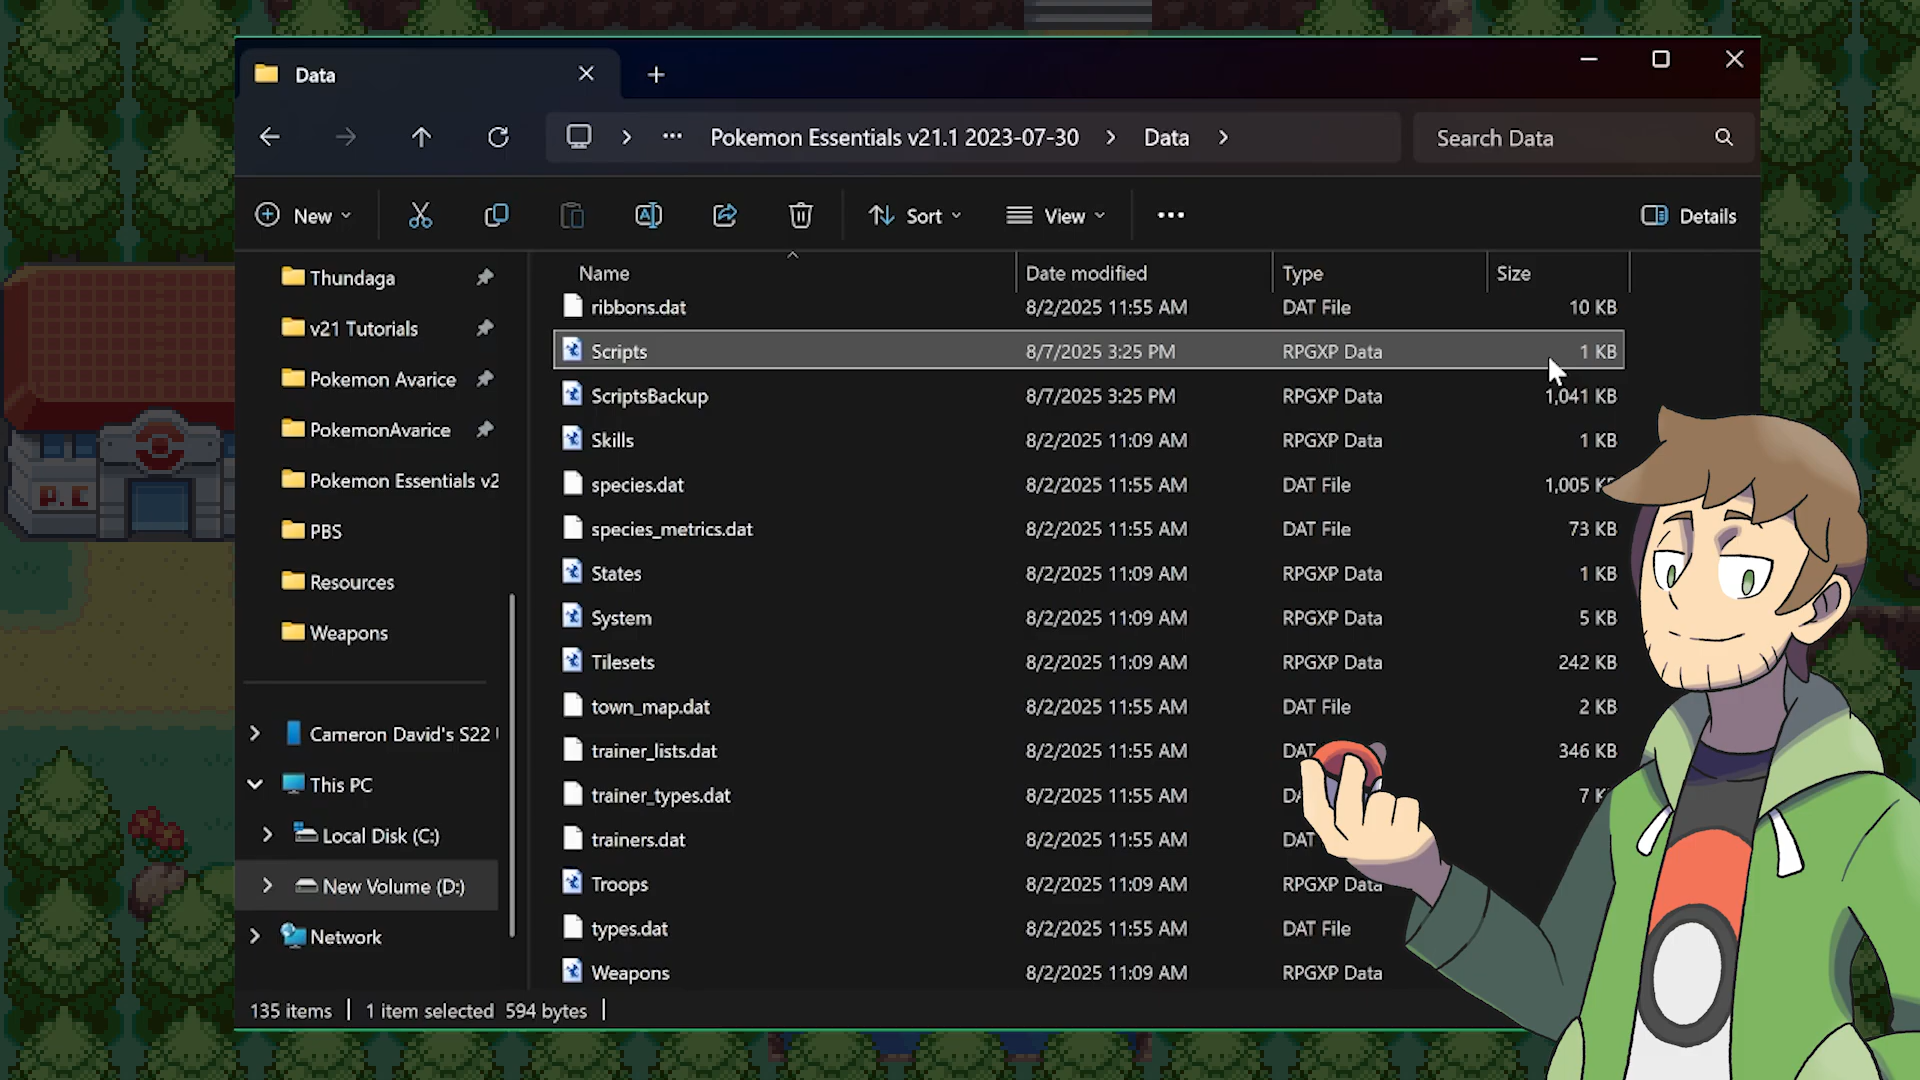 Data
Pokemon Essentials v21.1 2023-07-30 Data
Search Data
New
Sort
View
Details
Thundaga
v21 Tutorials
Pokemon Avarice
PokemonAvarice
Pokemon Essentials v2
PBS
Resources
Weapons
Cameron David's S22
This PC
Local Disk (C:)
New Volume (D:)
Network
Name Date modified Type Size
ribbons.dat 8/2/2025 11:55 AM DAT File 10 KB
Scripts 8/7/2025 3:25 PM RPGXP Data 1 KB
ScriptsBackup 8/7/2025 3:25 PM RPGXP Data 1,041 KB
Skills 8/2/2025 11:09 AM RPGXP Data 1 KB
species.dat 8/2/2025 11:55 AM DAT File 1,005 KB
species_metrics.dat 8/2/2025 11:55 AM DAT File 73 KB
States 8/2/2025 11:09 AM RPGXP Data 1 KB
System 8/2/2025 11:09 AM RPGXP Data 5 KB
Tilesets 8/2/2025 11:09 AM RPGXP Data 242 KB
town_map.dat 8/2/2025 11:55 AM DAT File 2 KB
trainer_lists.dat 8/2/2025 11:55 AM DAT 346 KB
trainer_types.dat 8/2/2025 11:55 AM 7
trainers.dat 8/2/2025 11:55 AM DAT
Troops 8/2/2025 11:09 AM RPGXP Data
types.dat 8/2/2025 11:55 AM DAT File
Weapons 8/2/2025 11:09 AM RPGXP Data
135 items 1 item selected 594 bytes
P.C